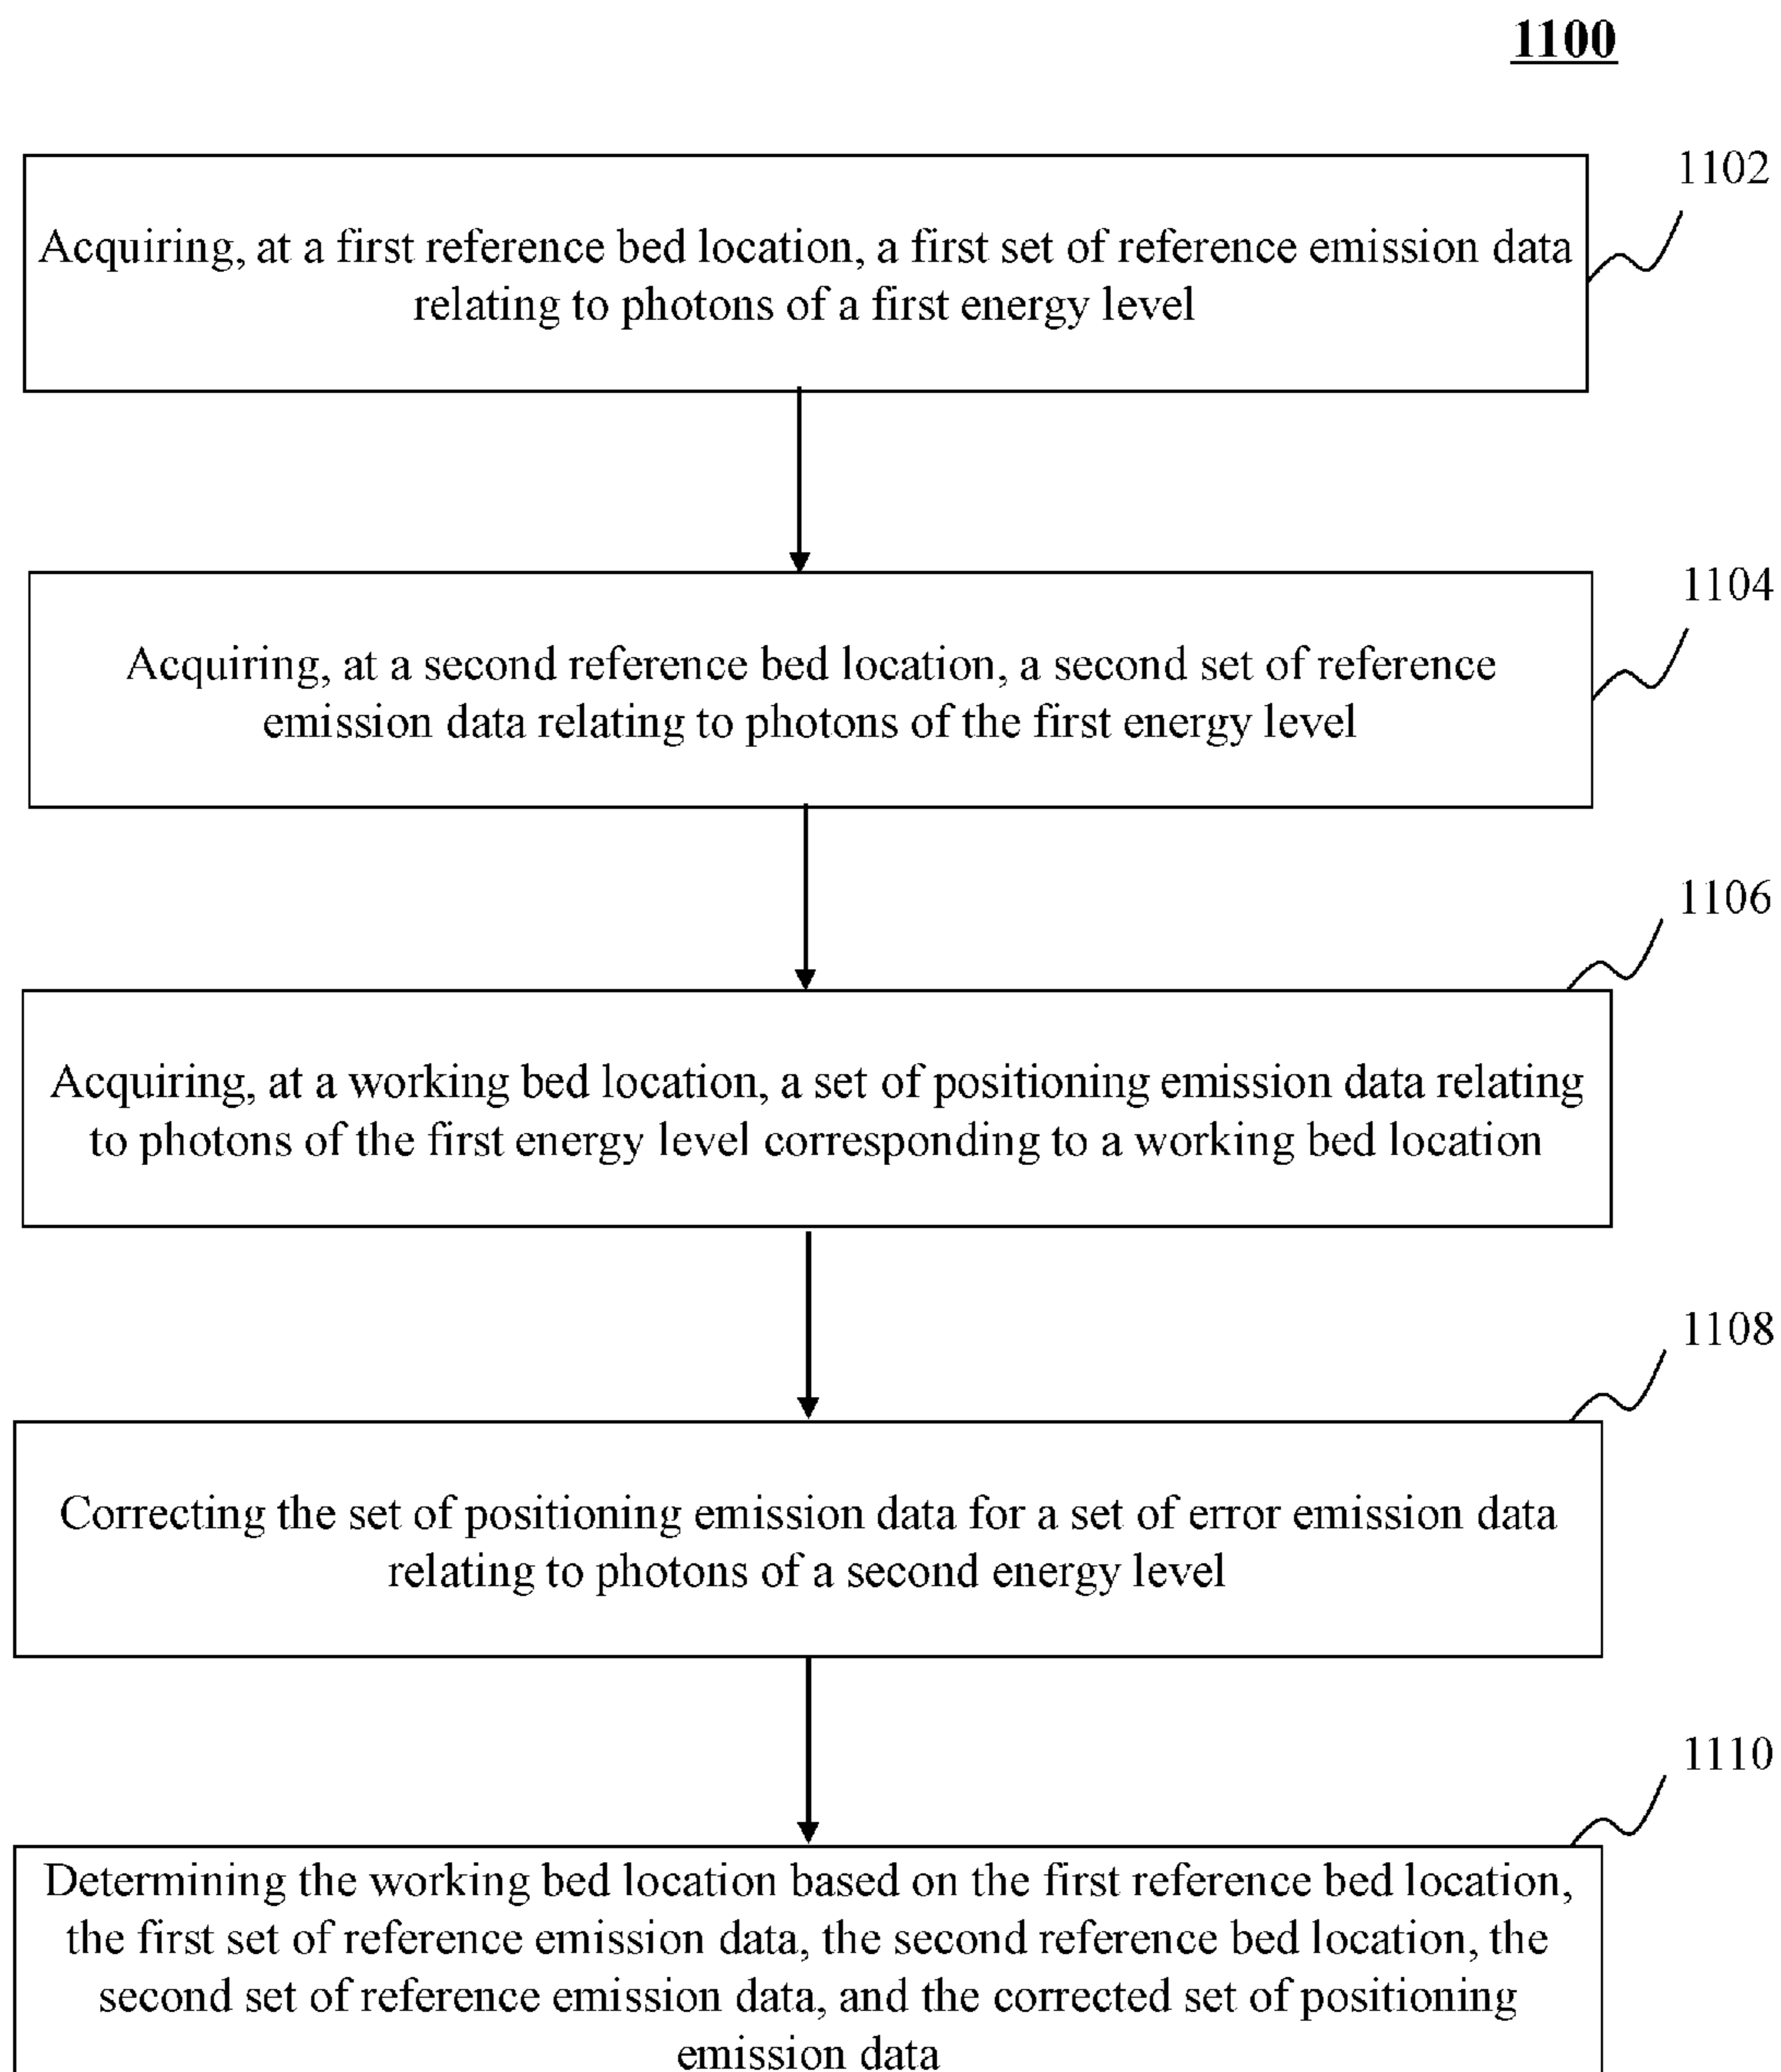 1100
1102
Acquiring, at a first reference bed location, a first set of reference emission data
relating to photons of a first energy level
1104
Acquiring, at a second reference bed location, a second set of reference
emission data relating to photons of the first energy level
1106
Acquiring, at a working bed location, a set of positioning emission data relating
to photons of the first energy level corresponding to a working bed location
1108
Correcting the set of positioning emission data for a set of error emission data
relating to photons of a second energy level
1110
Determining the working bed location based on the first reference bed location,
the first set of reference emission data, the second reference bed location, the
second set of reference emission data, and the corrected set of positioning
emission data